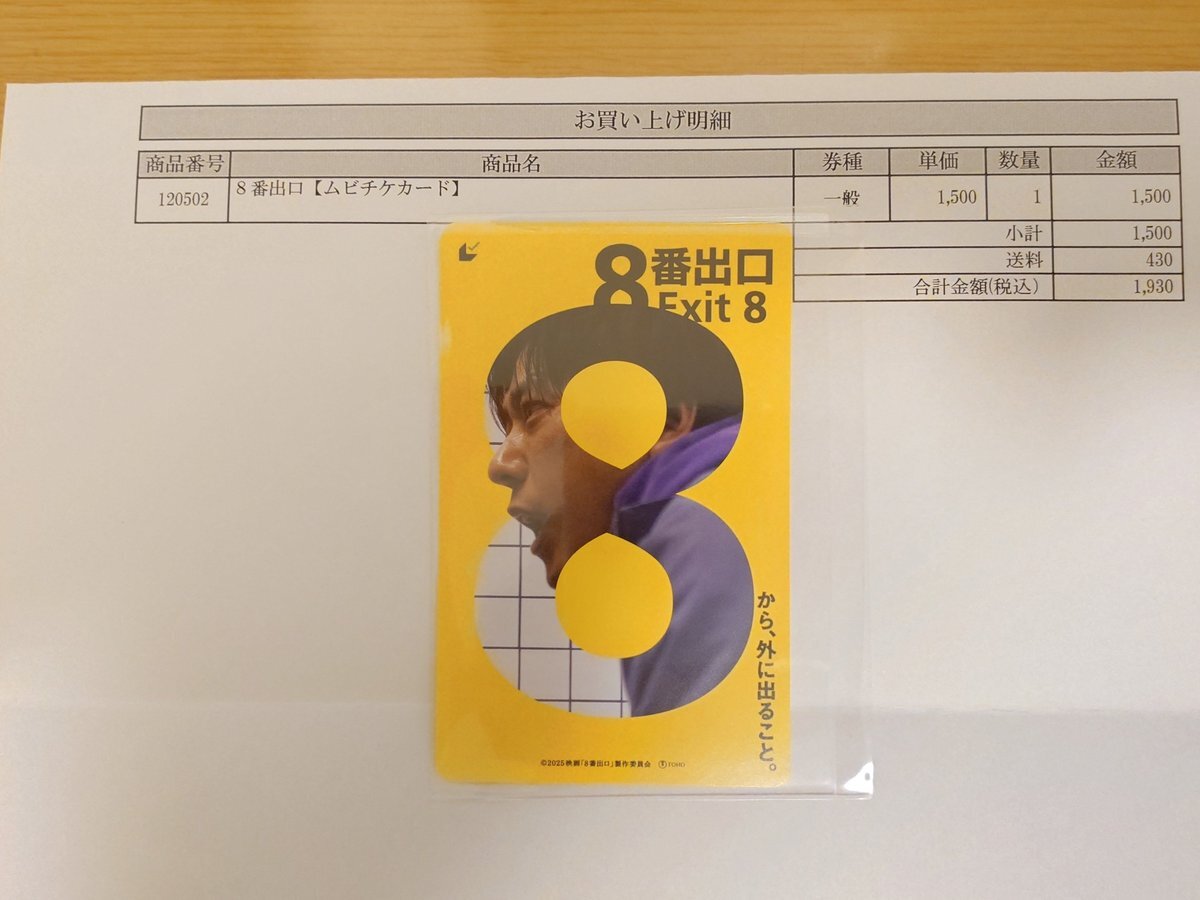 お買い上げ明細
商品番号 商品名 券種 単価 数量 金額
120502 8番出口【ムビチケカード】 一般 1,500 1 1,500
小計 1,500
送料 430
合計金額(税込) 1,930
8番出口
Exit 8
8
から、外に出ること。
©2025 映画「8番出口」製作委員会 TOHO